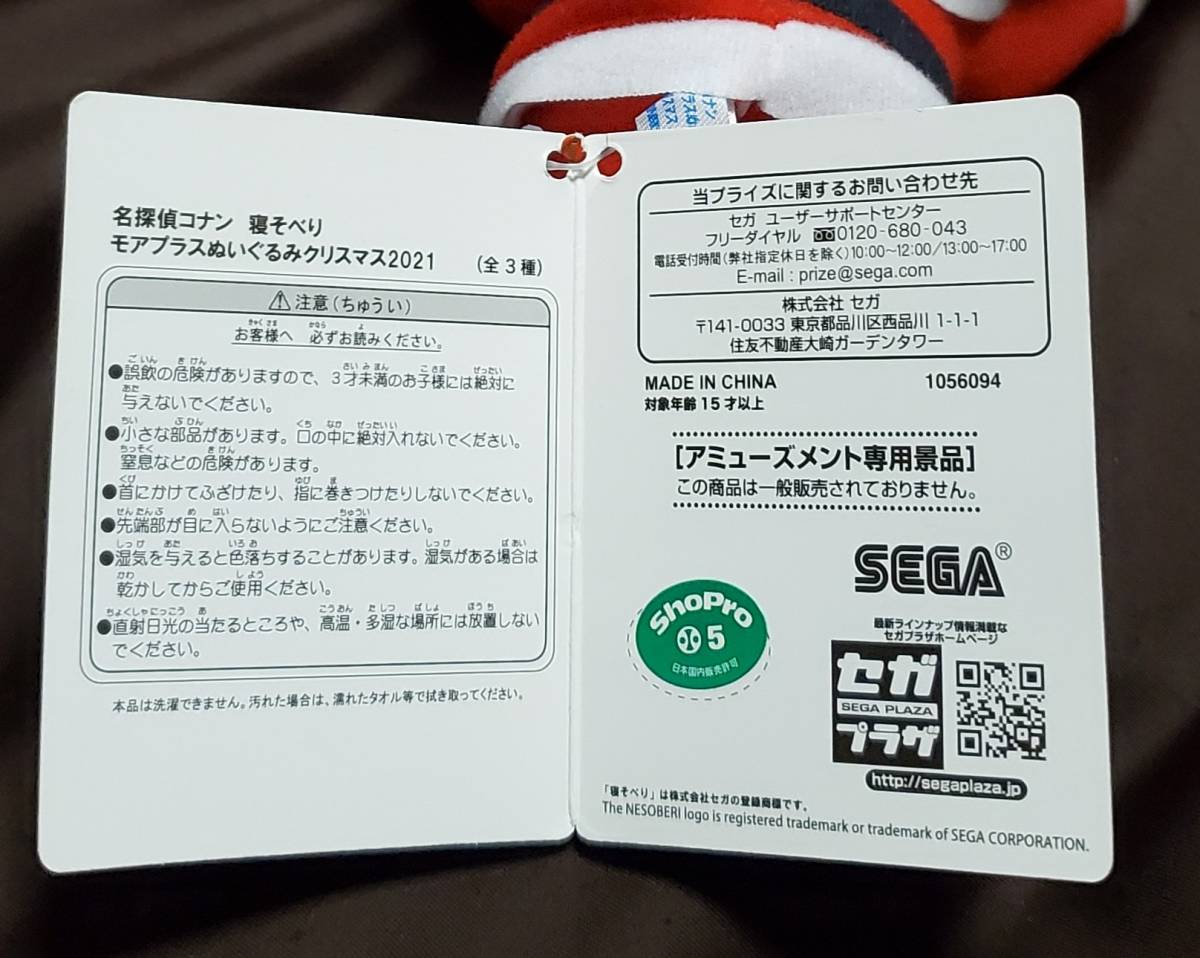 名探偵コナン 寝そべり
モアプラスぬいぐるみクリスマス2021 (全3種)
⚠注意(ちゅうい)
お客様へ 必ずお読みください。
●誤飲の危険がありますので、3才未満のお子様には絶対に
与えないでください。
●小さな部品があります。口の中に絶対入れないでください。
窒息などの危険があります。
●首にかけてふざけたり、指に巻きつけたりしないでください。
●先端部が目に入らないようにご注意ください。
●湿気を与えると色落ちすることがあります。湿気がある場合は
乾かしてからご使用ください。
●直射日光の当たるところや、高温・多湿な場所には放置しない
でください。
本品は洗濯できません。汚れた場合は、濡れたタオル等で拭き取ってください。
当プライズに関するお問い合わせ先
セガ ユーザーサポートセンター
フリーダイヤル 0120-680-043
電話受付時間(弊社指定休日を除く)10:00~12:00/13:00~17:00
E-mail : prize@sega.com
株式会社 セガ
〒141-0033 東京都品川区西品川 1-1-1
住友不動産大崎ガーデンタワー
MADE IN CHINA 1056094
対象年齢 15才以上
[アミューズメント専用景品]
この商品は一般販売されておりません。
SEGA®
ShoPro
5
日本国内販売許可
最新ラインナップ情報満載な
セガプラザホームページ
セガ
SEGA PLAZA
プラザ
http://segaplaza.jp
「寝そべり」は株式会社セガの登録商標です。
The NESOBERI logo is registered trademark or trademark of SEGA CORPORATION.